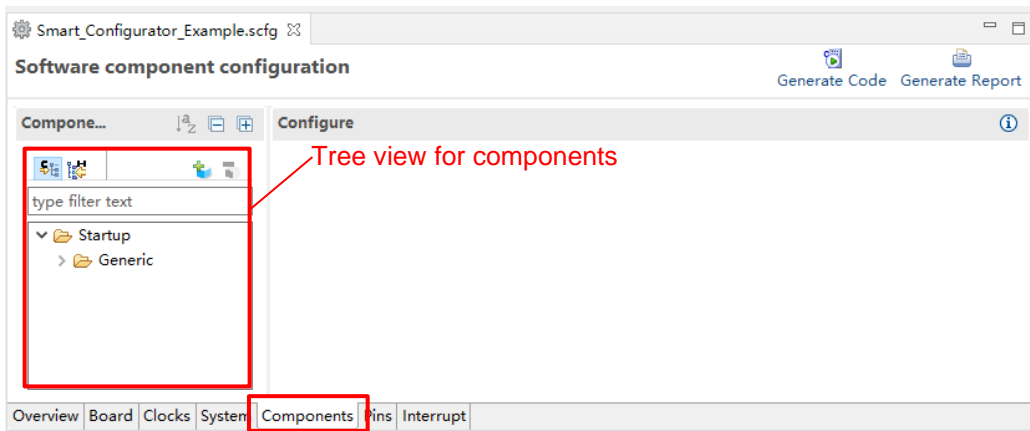 Smart_Configurator_Example.scfg
Software component configuration
Generate Code Generate Report
Compone...
Configure
Tree view for components
type filter text
Startup
Generic
Overview Board Clocks System Components Pins Interrupt